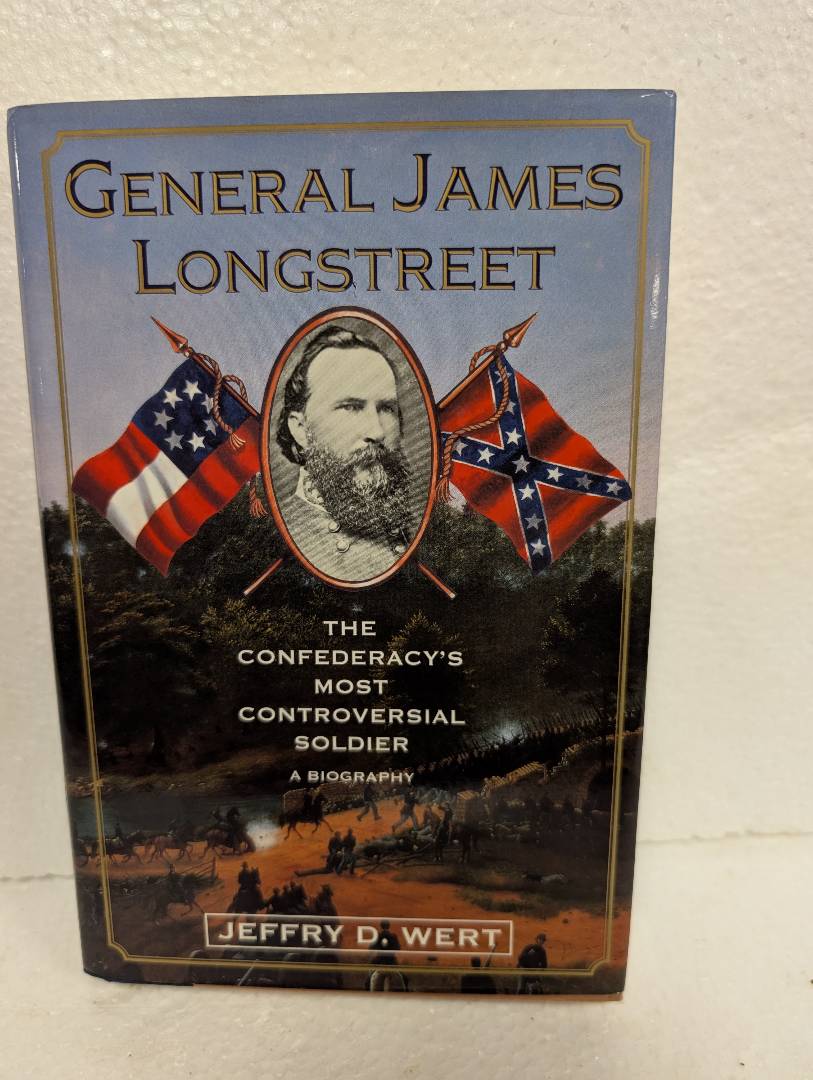 GENERAL JAMES
LONGSTREET
THE
CONFEDERACY'S
MOST
CONTROVERSIAL
SOLDIER
A BIOGRAPHY
JEFFRY D. WERT